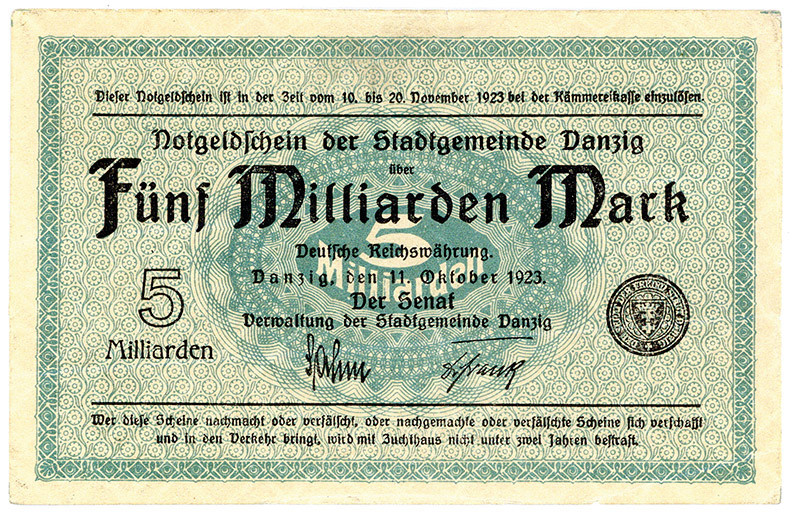 Dieser Notgeldschein ist in der Zeit vom 10. bis 20. November 1923 bei der Kämmereikasse einzulösen.
Notgeldschein der Stadtgemeinde Danzig
über
Fünf Milliarden Mark
Deutsche Reichswährung.
Danzig, den 11. Oktober 1923.
Der Senat
Verwaltung der Stadtgemeinde Danzig
5
Milliarden
5
Milliarden
Wer diese Scheine nachmacht oder verfälscht, oder nachgemachte oder verfälschte Scheine sich verschafft
und in den Verkehr bringt, wird mit Zuchthaus nicht unter zwei Jahren bestraft.